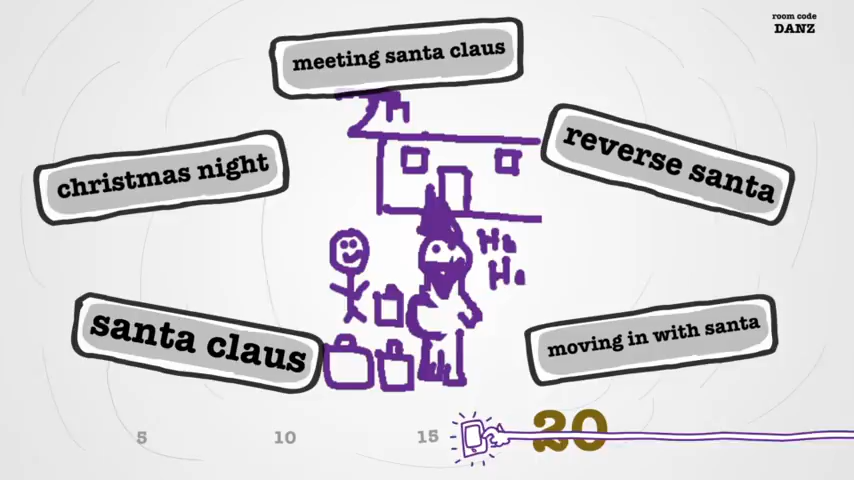 room code
DANZ
meeting santa claus
christmas night
reverse santa
Ha
Ho
santa claus
moving in with santa
5
10
15
20